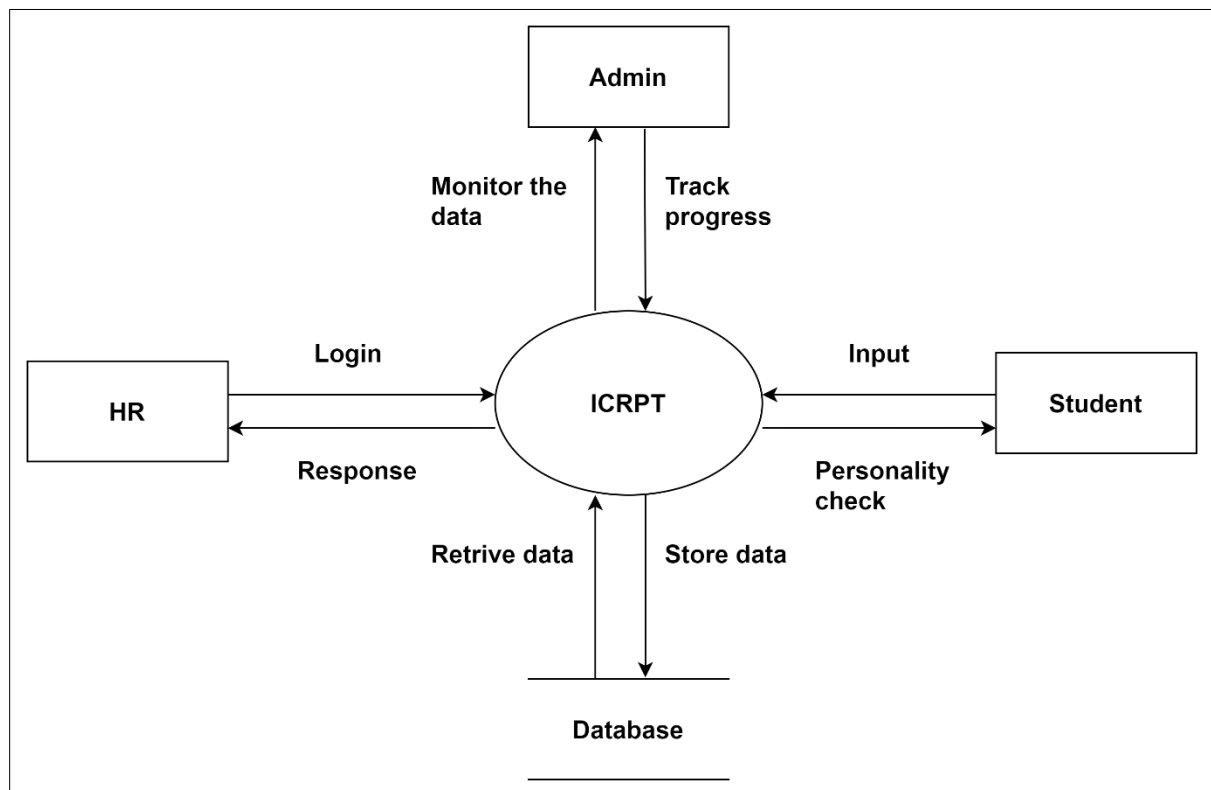 Admin
Monitor the
data
Track
progress
Login
Input
HR
ICRPT
Student
Response
Personality
check
Retrive data
Store data
Database